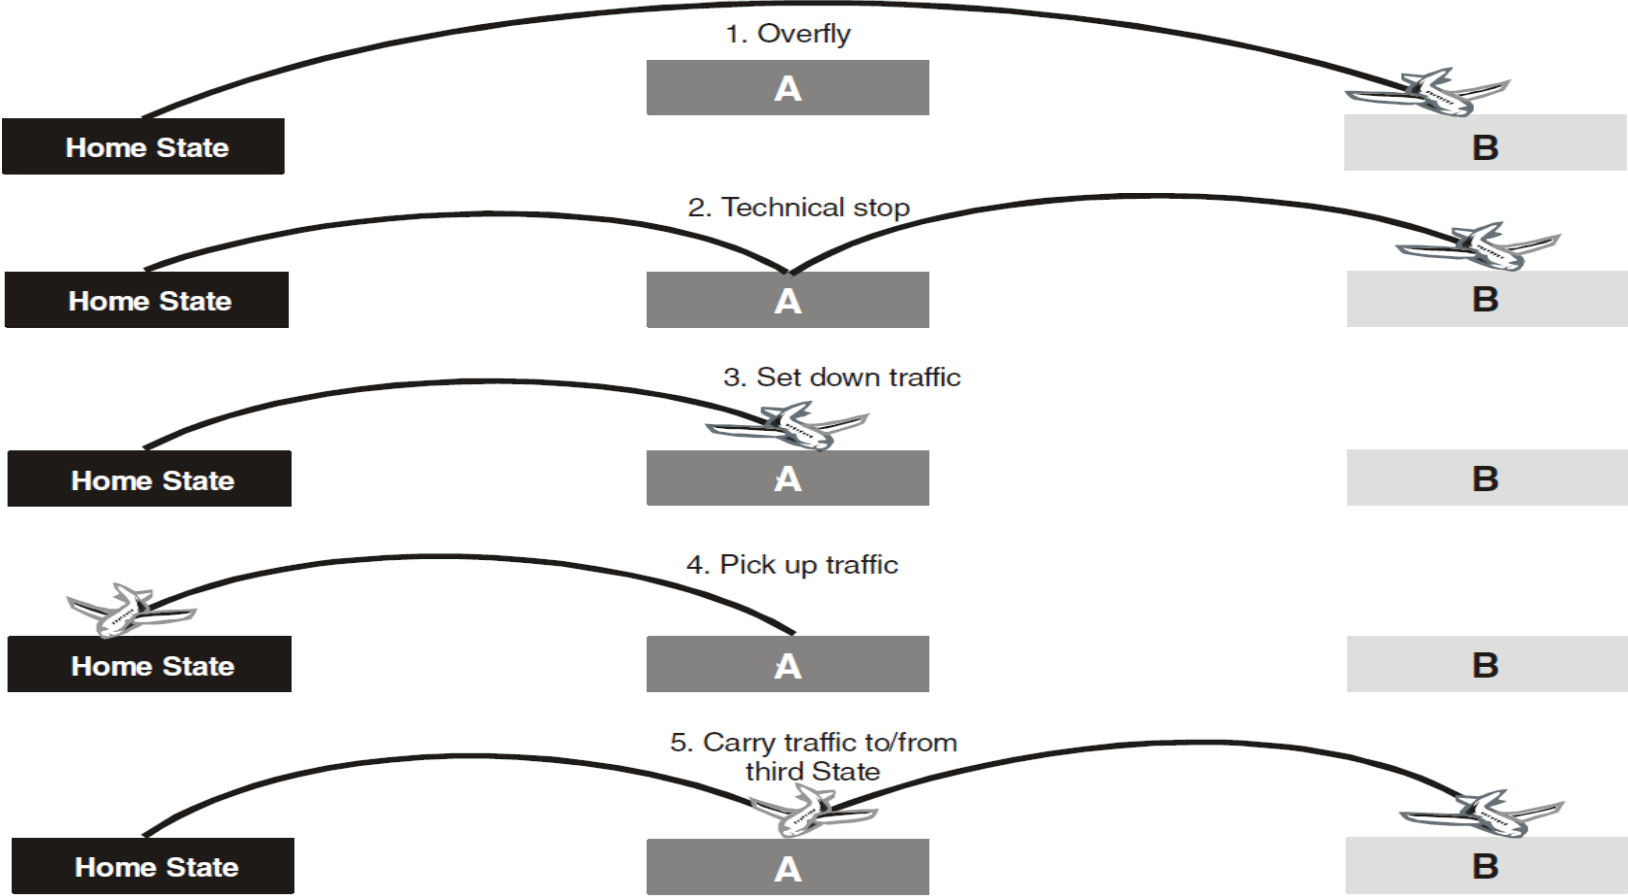 1. Overfly
A
Home State
B
2. Technical stop
Home State
A
B
3. Set down traffic
Home State
A
B
4. Pick up traffic
Home State
A
B
5. Carry traffic to/from
third State
Home State
A
B